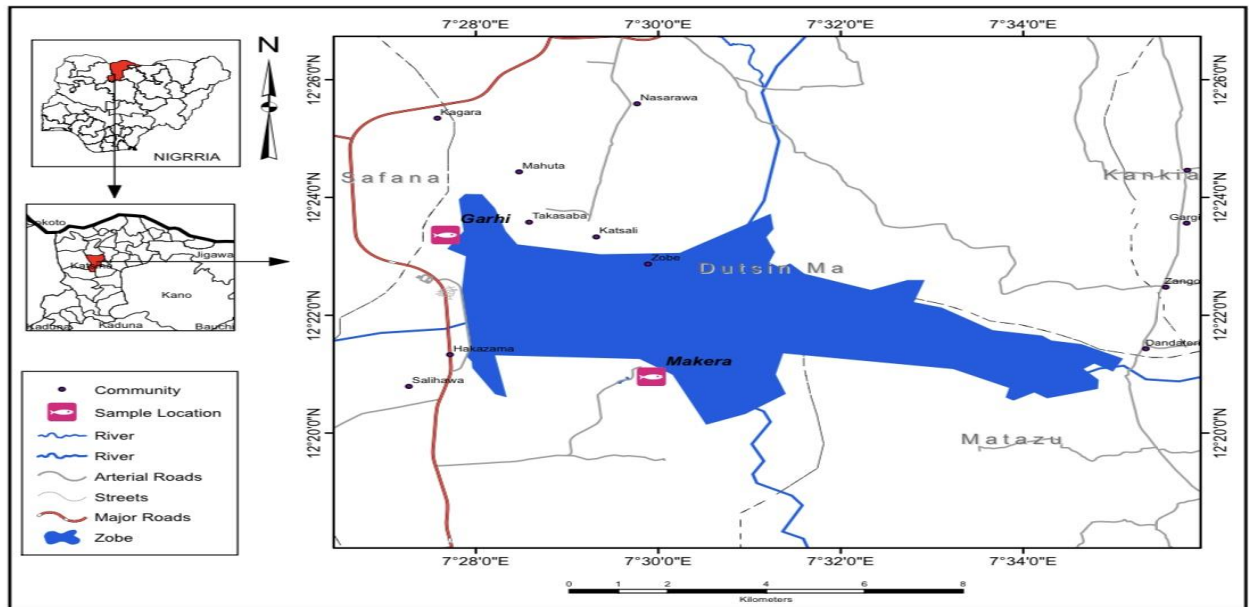 7°28'0"E 7°30'0"E 7°32'0"E 7°34'0"E
N
NIGRRIA
12°26'0"N
12°24'0"N
12°22'0"N
12°20'0"N
12°26'0"N
12°24'0"N
12°22'0"N
12°20'0"N
Nasarawa
Kagara
Mahuta
Safana
Kankia
Garhi
Takasaba
Katsali
Gargi
Zobe
Dutsin Ma
Zango
Hakazama
Makera
Salihawa
Matazu
Jigawa
Kano
Kaduna
Kaduna
Bauchi
Community
Sample Location
River
River
Arterial Roads
Streets
Major Roads
Zobe
7°28'0"E 7°30'0"E 7°32'0"E 7°34'0"E
0 1 2 4 6 8
Kilometers